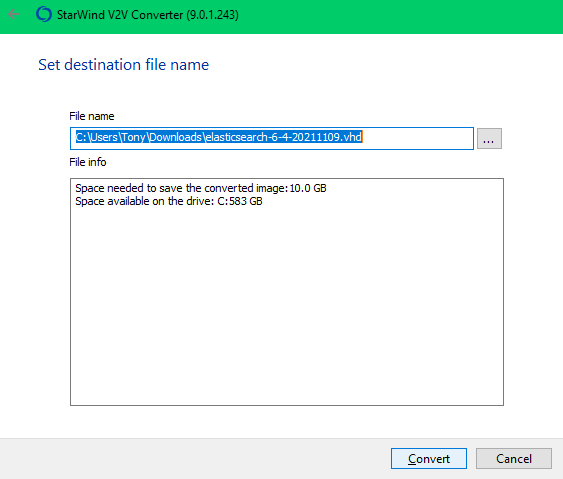 StarWind V2V Converter (9.0.1.243)
Set destination file name
File name
C:\Users\Tony\Downloads\elasticsearch-6-4-20211109.vhd
...
File info
Space needed to save the converted image:10.0 GB
Space available on the drive: C:583 GB
Convert
Cancel